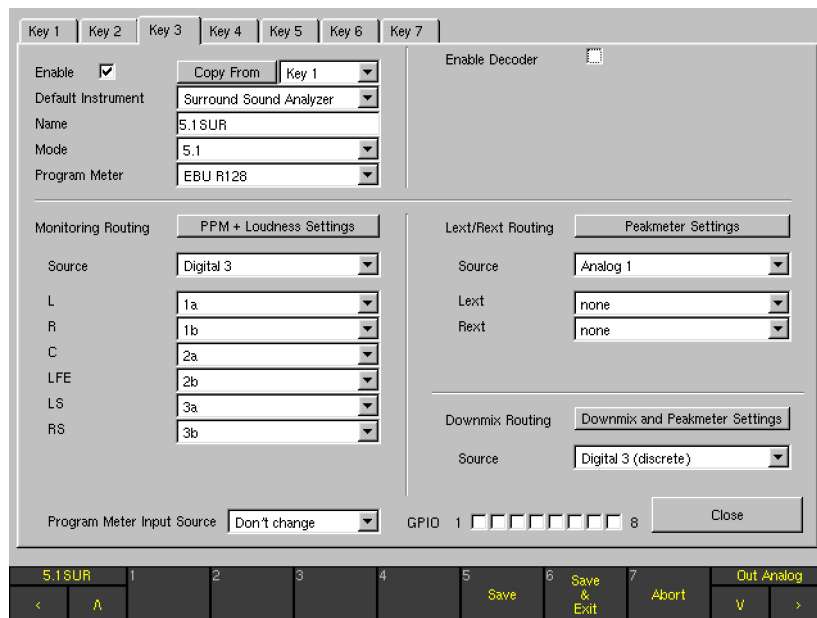 Key 1 Key 2 Key 3 Key 4 Key 5 Key 6 Key 7
Enable Copy From Key 1
Default Instrument Surround Sound Analyzer
Name 5.1SUR
Mode 5.1
Program Meter EBU R128
Enable Decoder
Monitoring Routing PPM + Loudness Settings
Source Digital 3
L 1a
R 1b
C 2a
LFE 2b
LS 3a
RS 3b
Lext/Rext Routing Peakmeter Settings
Source Analog 1
Lext none
Rext none
Downmix Routing Downmix and Peakmeter Settings
Source Digital 3 (discrete)
Program Meter Input Source Don't change
GPIO 1 8
Close
5.1SUR 1 2 3 4 5 Save 6 Save & Exit 7 Abort Out Analog
< Λ V >